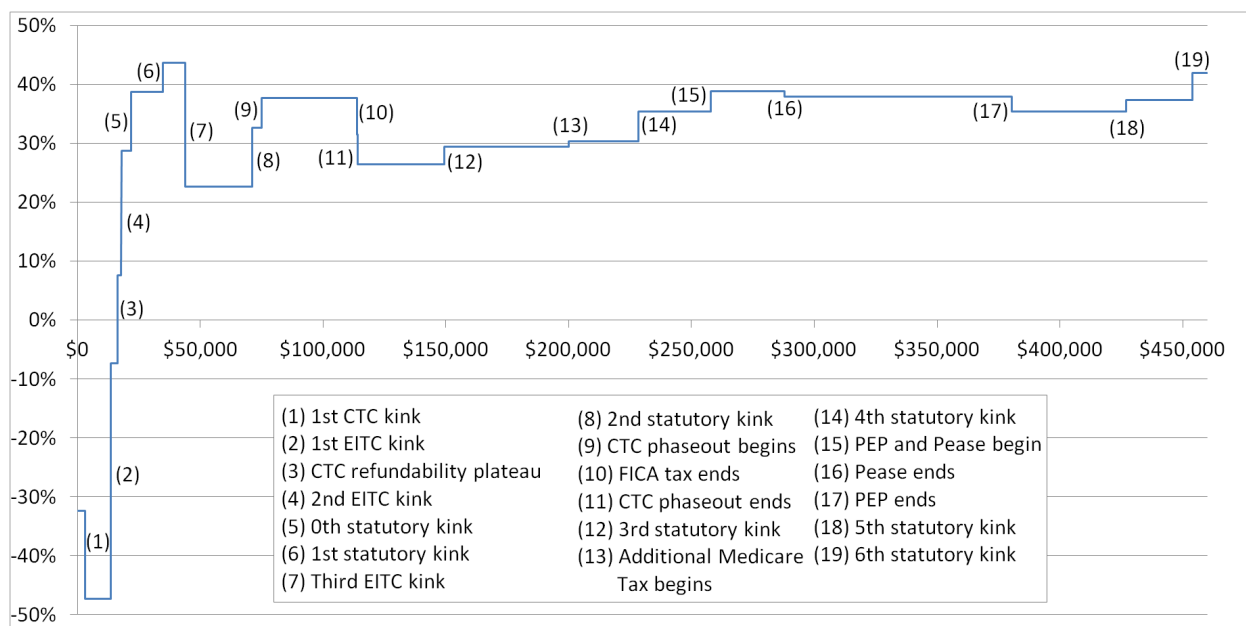 50%
40%
30%
20%
10%
0%
-10%
-20%
-30%
-40%
-50%
$0
$50,000
$100,000
$150,000
$200,000
$250,000
$300,000
$350,000
$400,000
$450,000
(1)
(2)
(3)
(4)
(5)
(6)
(7)
(8)
(9)
(10)
(11)
(12)
(13)
(14)
(15)
(16)
(17)
(18)
(19)
(1) 1st CTC kink
(2) 1st EITC kink
(3) CTC refundability plateau
(4) 2nd EITC kink
(5) 0th statutory kink
(6) 1st statutory kink
(7) Third EITC kink
(8) 2nd statutory kink
(9) CTC phaseout begins
(10) FICA tax ends
(11) CTC phaseout ends
(12) 3rd statutory kink
(13) Additional Medicare
Tax begins
(14) 4th statutory kink
(15) PEP and Pease begin
(16) Pease ends
(17) PEP ends
(18) 5th statutory kink
(19) 6th statutory kink